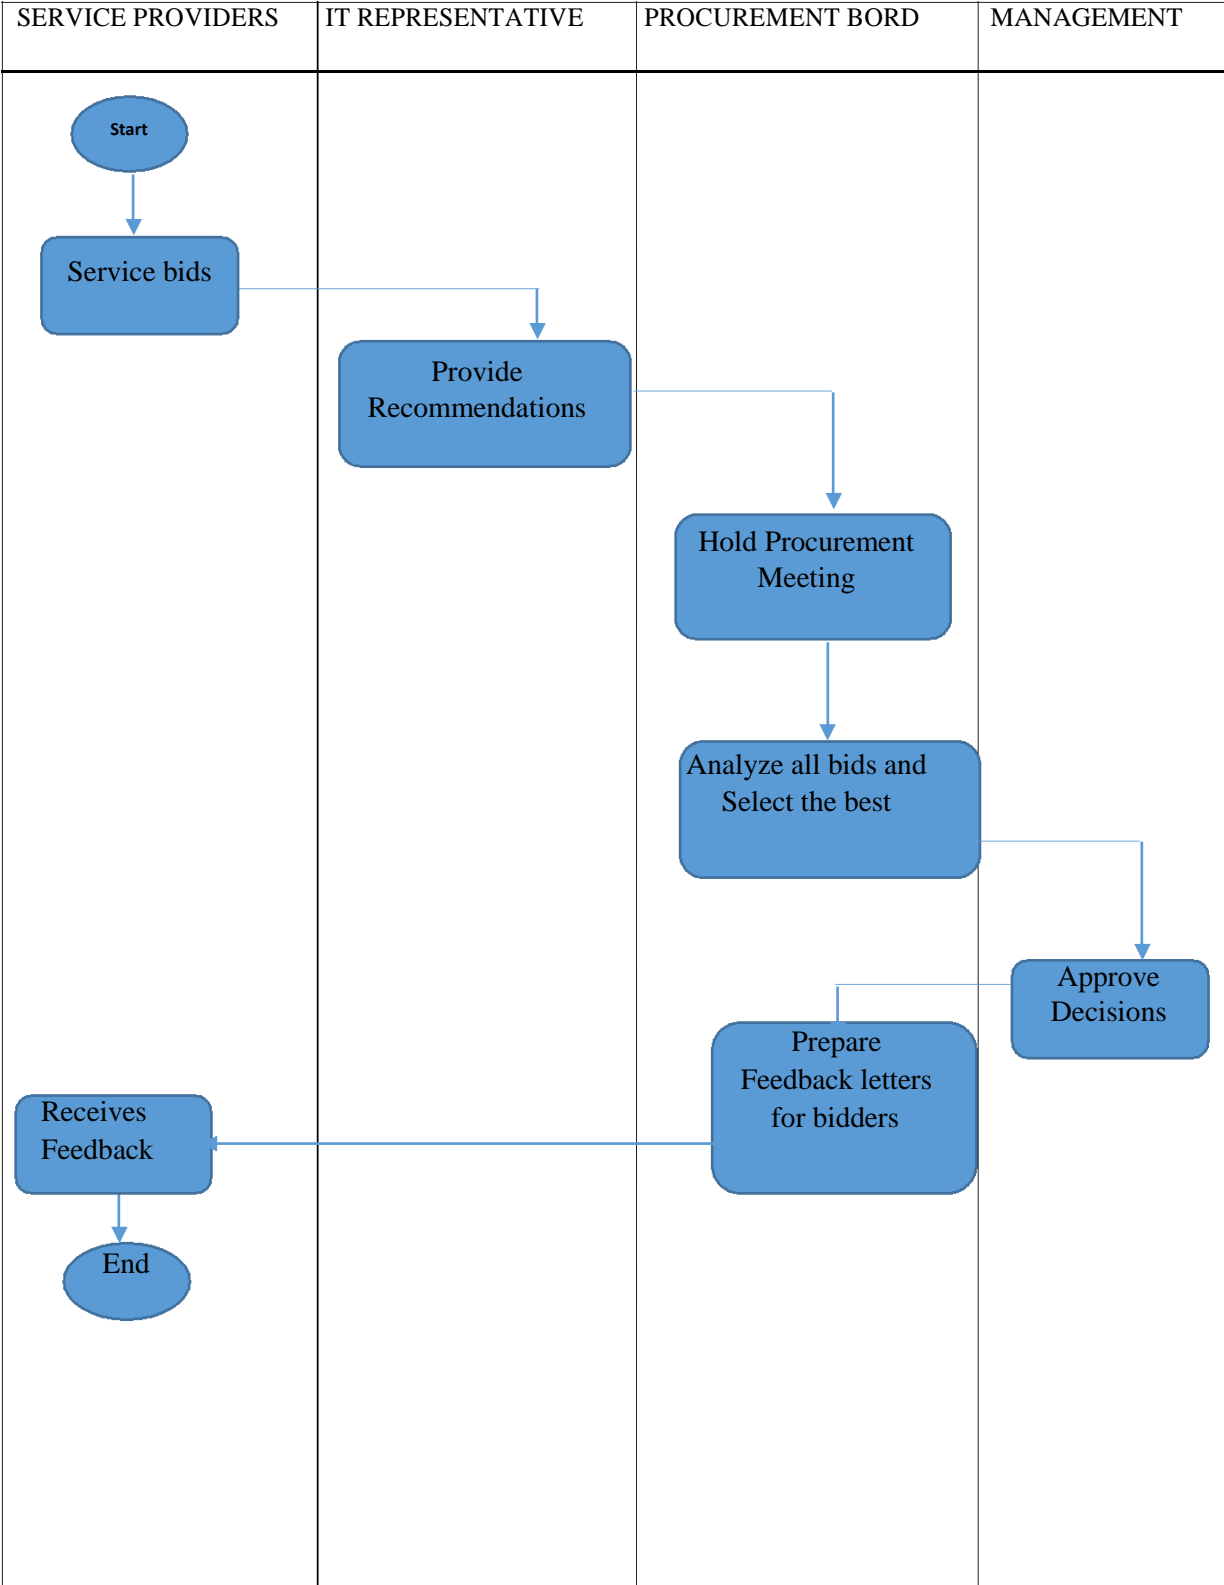 SERVICE PROVIDERS
IT REPRESENTATIVE
PROCUREMENT BORD
MANAGEMENT
Start
Service bids
Provide
Recommendations
Hold Procurement
Meeting
Analyze all bids and
Select the best
Approve
Decisions
Prepare
Feedback letters
for bidders
Receives
Feedback
End